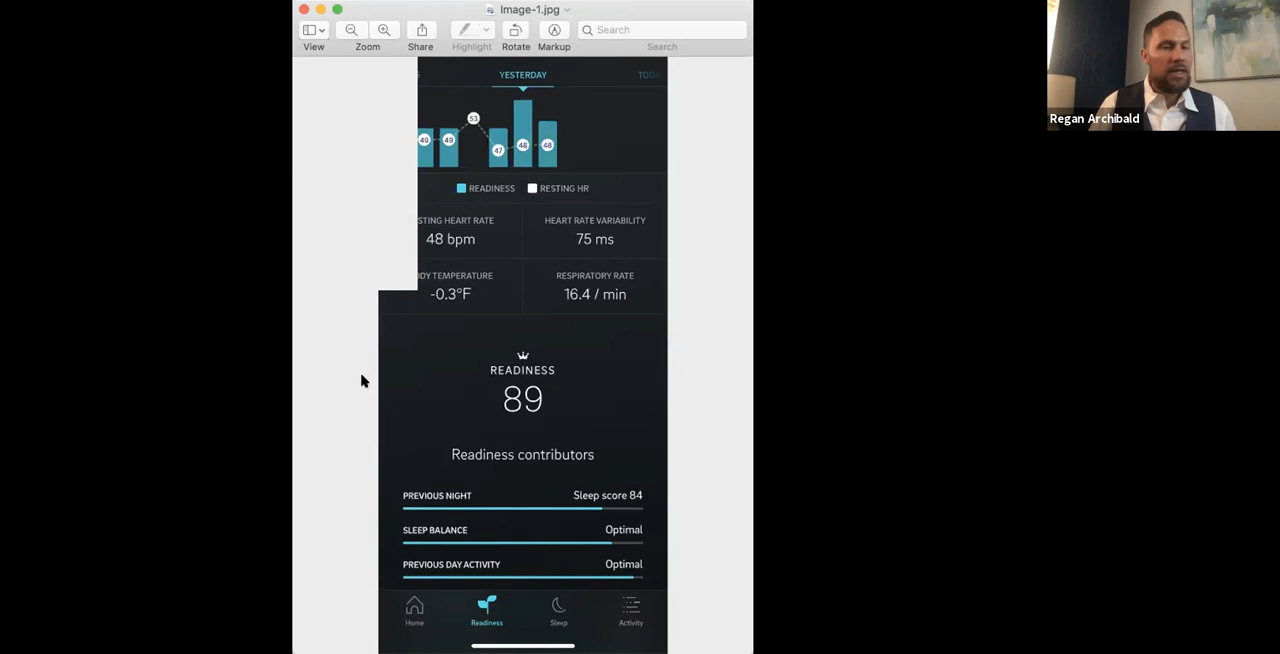 Image-1.jpg
Search
View Zoom Share Highlight Rotate Markup Search
YESTERDAY
49 49 53 47 48 48
READINESS RESTING HR
HEART RATE HEART RATE VARIABILITY
48 bpm 75 ms
TEMPERATURE RESPIRATORY RATE
-0.3°F 16.4 / min
READINESS
89
Readiness contributors
PREVIOUS NIGHT Sleep score 84
SLEEP BALANCE Optimal
PREVIOUS DAY ACTIVITY Optimal
Home Readiness Sleep Activity
Regan Archibald